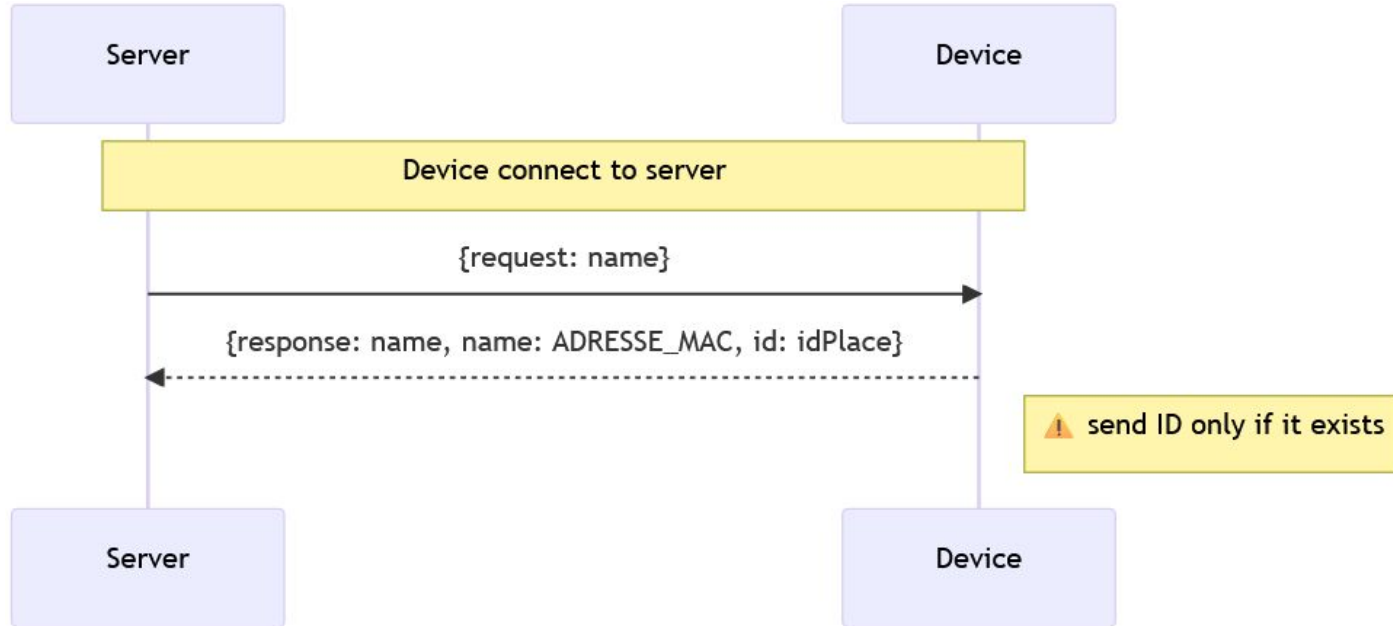 Server
Device
Device connect to server
{request: name}
{response: name, name: ADRESSE_MAC, id: idPlace}
⚠ send ID only if it exists
Server
Device